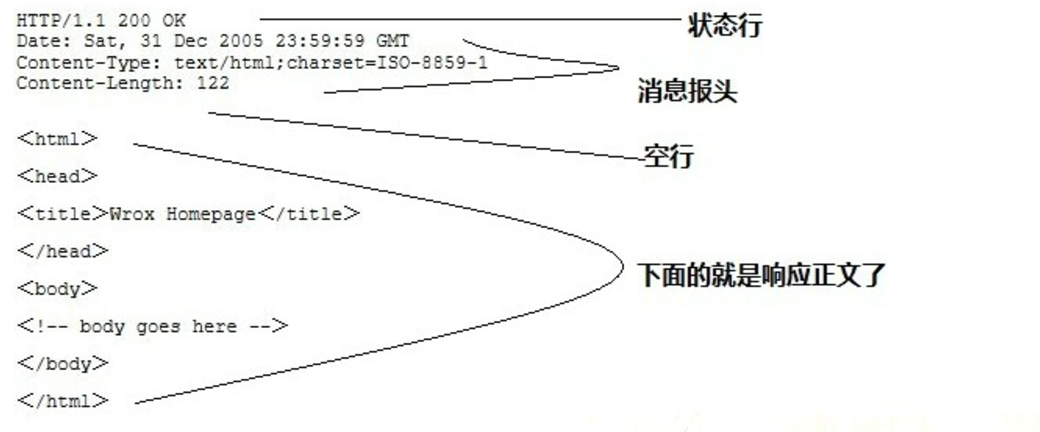 HTTP/1.1 200 OK
状态行
Date: Sat, 31 Dec 2005 23:59:59 GMT
Content-Type: text/html;charset=ISO-8859-1
Content-Length: 122
消息报头
空行
<html>
<head>
<title>Wrox Homepage</title>
</head>
<body>
<!-- body goes here -->
</body>
</html>
下面的就是响应正文了